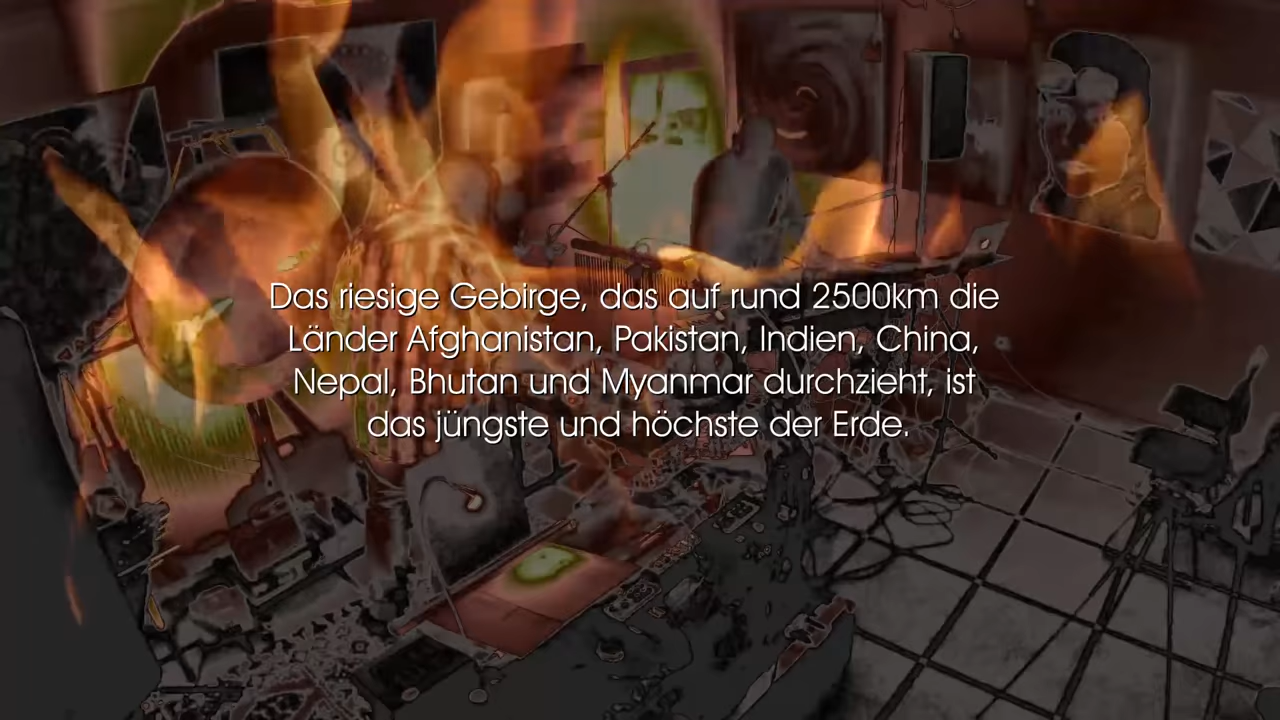 Das riesige Gebirge, das auf rund 2500km die
Länder Afghanistan, Pakistan, Indien, China,
Nepal, Bhutan und Myanmar durchzieht, ist
das jüngste und höchste der Erde.